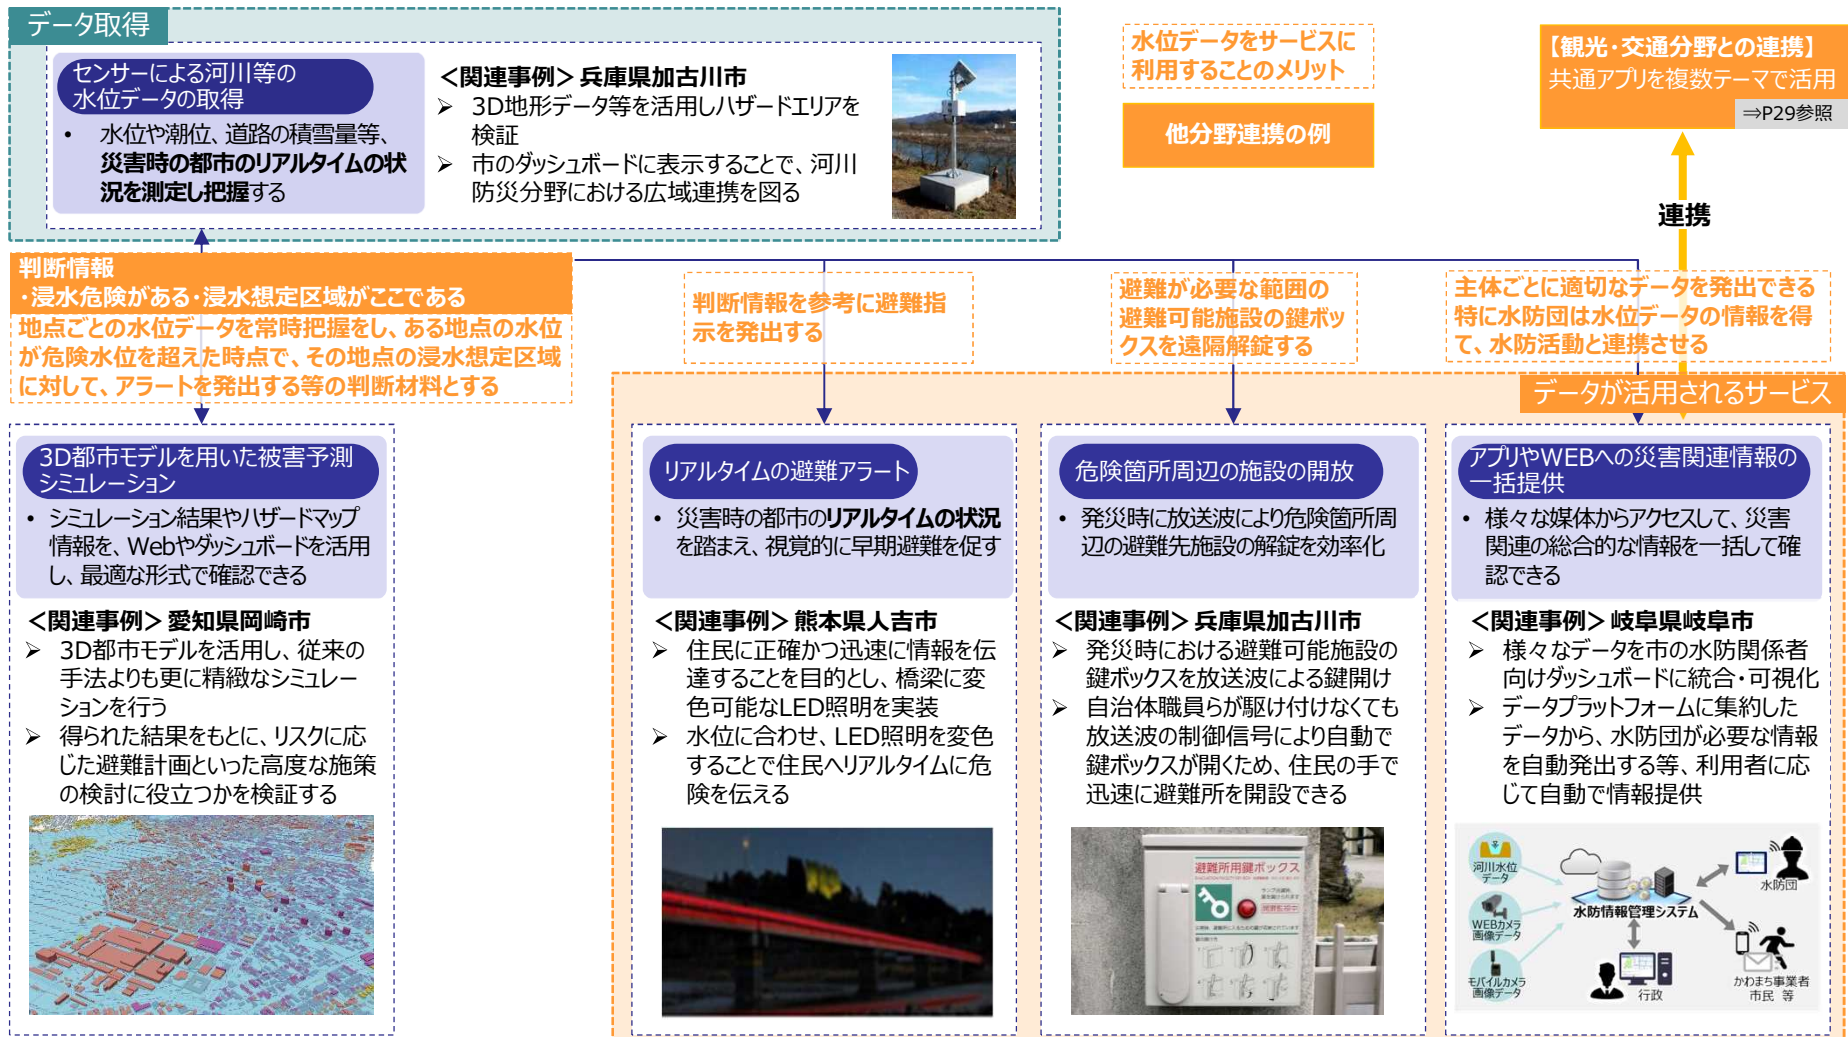 データ取得
センサーによる河川等の
水位データの取得
• 水位や潮位、道路の積雪量等、
災害時の都市のリアルタイムの状
況を測定し把握する
＜関連事例＞兵庫県加古川市
➢ 3D地形データ等を活用しハザードエリアを
検証
➢ 市のダッシュボードに表示することで、河川
防災分野における広域連携を図る
水位データをサービスに
利用することのメリット
他分野連携の例
【観光・交通分野との連携】
共通アプリを複数テーマで活用
⇒P29参照
連携
判断情報
・浸水危険がある・浸水想定区域がここである
地点ごとの水位データを常時把握をし、ある地点の水位
が危険水位を超えた時点で、その地点の浸水想定区域
に対して、アラートを発出する等の判断材料とする
判断情報を参考に避難指
示を発出する
避難が必要な範囲の
避難可能施設の鍵ボッ
クスを遠隔解錠する
主体ごとに適切なデータを発出できる
特に水防団は水位データの情報を得
て、水防活動と連携させる
データが活用されるサービス
3D都市モデルを用いた被害予測
シミュレーション
• シミュレーション結果やハザードマップ
情報を、Webやダッシュボードを活用
し、最適な形式で確認できる
＜関連事例＞愛知県岡崎市
➢ 3D都市モデルを活用し、従来の
手法よりも更に精緻なシミュレー
ションを行う
➢ 得られた結果をもとに、リスクに応
じた避難計画といった高度な施策
の検討に役立つかを検証する
リアルタイムの避難アラート
• 災害時の都市のリアルタイムの状況
を踏まえ、視覚的に早期避難を促す
＜関連事例＞熊本県人吉市
➢ 住民に正確かつ迅速に情報を伝
達することを目的とし、橋梁に変
色可能なLED照明を実装
➢ 水位に合わせ、LED照明を変色
することで住民へリアルタイムに危
険を伝える
危険箇所周辺の施設の開放
• 発災時に放送波により危険箇所周
辺の避難先施設の解錠を効率化
＜関連事例＞兵庫県加古川市
➢ 発災時における避難可能施設の
鍵ボックスを放送波による鍵開け
➢ 自治体職員らが駆け付けなくても
放送波の制御信号により自動で
鍵ボックスが開くため、住民の手で
迅速に避難所を開設できる
避難所用鍵ボックス
アプリやWEBへの災害関連情報の
一括提供
• 様々な媒体からアクセスして、災害
関連の総合的な情報を一括して確
認できる
＜関連事例＞岐阜県岐阜市
➢ 様々なデータを市の水防関係者
向けダッシュボードに統合・可視化
➢ データプラットフォームに集約した
データから、水防団が必要な情報
を自動発出する等、利用者に応
じて自動で情報提供
河川水位
データ
WEBカメラ
画像データ
モバイルカメラ
画像データ
水防情報管理システム
水防団
行政
かわまち事業者
市民 等